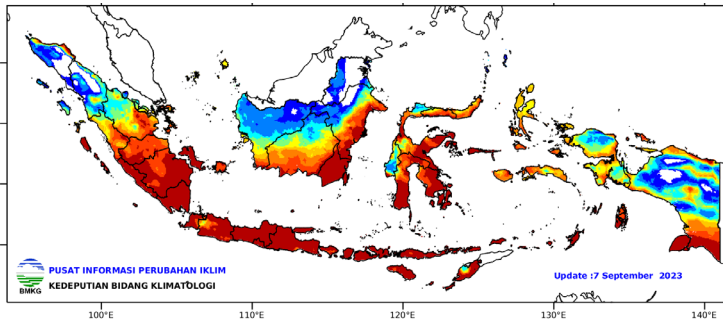 PUSAT INFORMASI PERUBAHAN IKLIM
KEDEPUTIAN BIDANG KLIMATOLOGI
BMKG
Update :7 September 2023
100°E 110°E 120°E 130°E 140°E